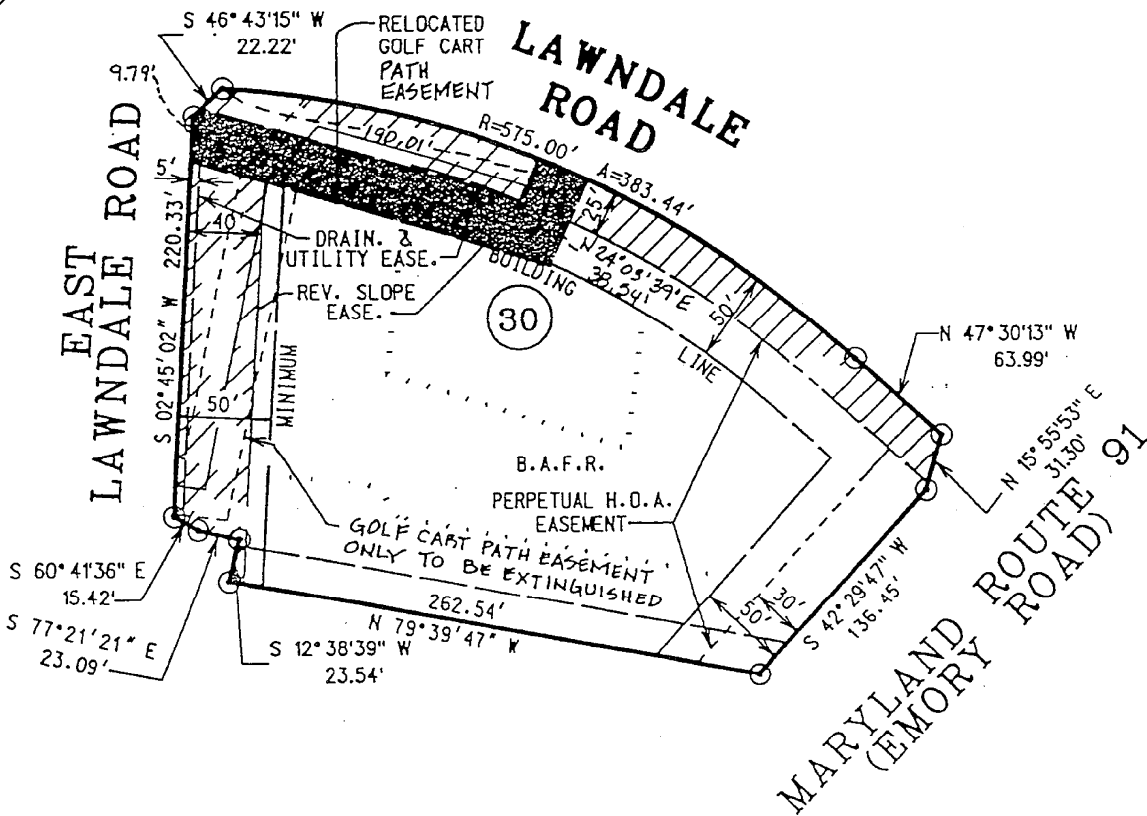 S 46° 43'15" W
22.22'
RELOCATED
GOLF CART
PATH
EASEMENT
LAWNDALE
ROAD
9.79'
190.01'
R=575.00'
A=383.44'
EAST
LAWNDALE ROAD
5'
220.33'
S 02° 45'02" W
40'
DRAIN. &
UTILITY EASE.
REV. SLOPE
EASE.
25'
N 24° 03'39" E
38.54'
BUILDING
LINE
30
50'
N 47° 30'13" W
63.99'
50'
MINIMUM
B.A.F.R.
PERPETUAL H.O.A.
EASEMENT
N 15° 55'53" E
31.30'
GOLF CART PATH EASEMENT
ONLY TO BE EXTINGUISHED
S 60° 41'36" E
15.42'
S 77° 21'21" E
23.09'
S 12° 38'39" W
23.54'
262.54'
N 79° 39'47" W
50'
30'
S 42° 29'47" W
136.45'
MARYLAND ROUTE 91
(EMORY ROAD)